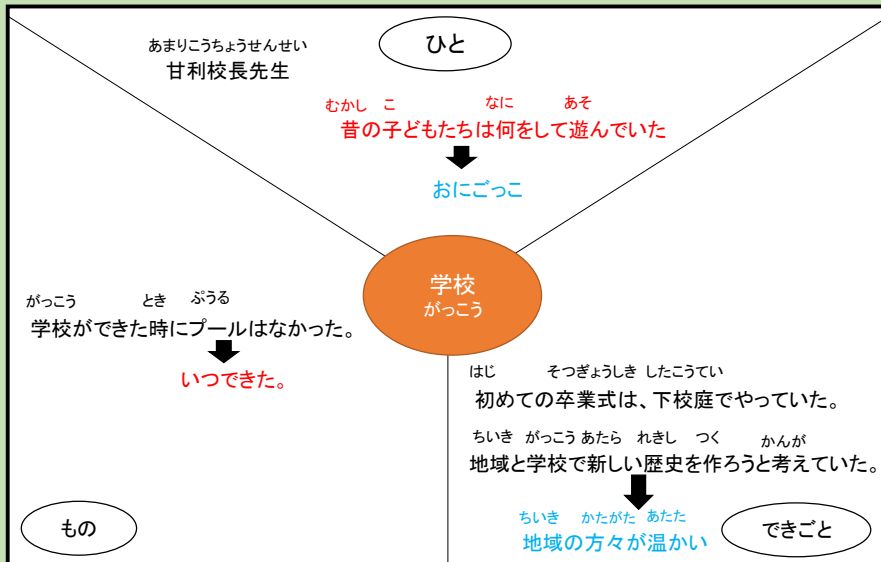 ひと
あまりこうちょうせんせい
甘利校長先生
むかし こ なに あそ
昔の子どもたちは何をして遊んでいた
おにごっこ
学校
がっこう
がっこう とき ぷうる
学校ができた時にプールはなかった。
いつできた。
もの
はじ そつぎょうしき したこうてい
初めての卒業式は、下校庭でやっていた。
ちいき がっこう あたら れきし つく かんが
地域と学校で新しい歴史を作ろうと考えていた。
ちいき かたがた あたた
地域の方々が温かい
できごと